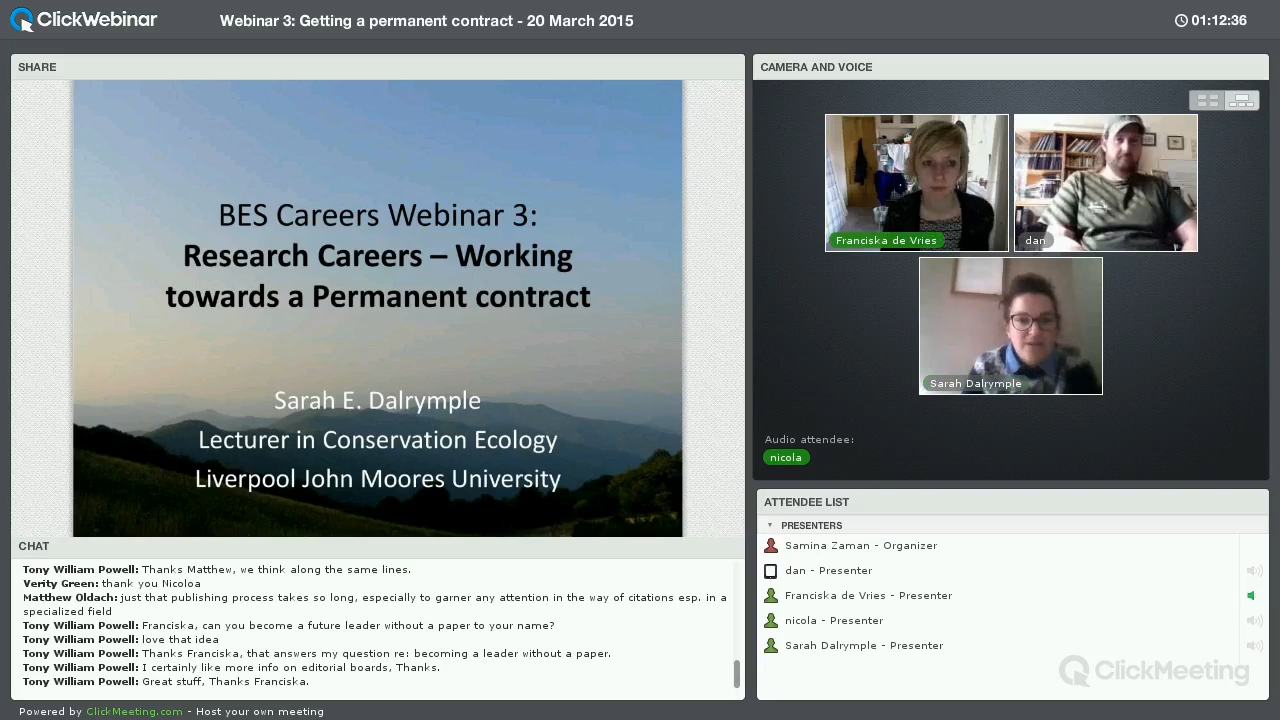 ClickWebinar
Webinar 3: Getting a permanent contract - 20 March 2015
01:12:36
SHARE
BES Careers Webinar 3:
Research Careers – Working
towards a Permanent contract
Sarah E. Dalrymple
Lecturer in Conservation Ecology
Liverpool John Moores University
CHAT
Tony William Powell: Thanks Matthew, we think along the same lines.
Verity Green: thank you Nicoloa
Matthew Oldach: just that publishing process takes so long, especially to garner any attention in the way of citations esp. in a
specialized field
Tony William Powell: Franciska, can you become a future leader without a paper to your name?
Tony William Powell: love that idea
Tony William Powell: Thanks Franciska, that answers my question re: becoming a leader without a paper.
Tony William Powell: I certainly like more info on editorial boards, Thanks.
Tony William Powell: Great stuff, Thanks Franciska.
CAMERA AND VOICE
Franciska de Vries
dan
Sarah Dalrymple
Audio attendee:
nicola
ATTENDEE LIST
PRESENTERS
Samina Zaman - Organizer
dan - Presenter
Franciska de Vries - Presenter
nicola - Presenter
Sarah Dalrymple - Presenter
ClickMeeting
Powered by ClickMeeting.com - Host your own meeting